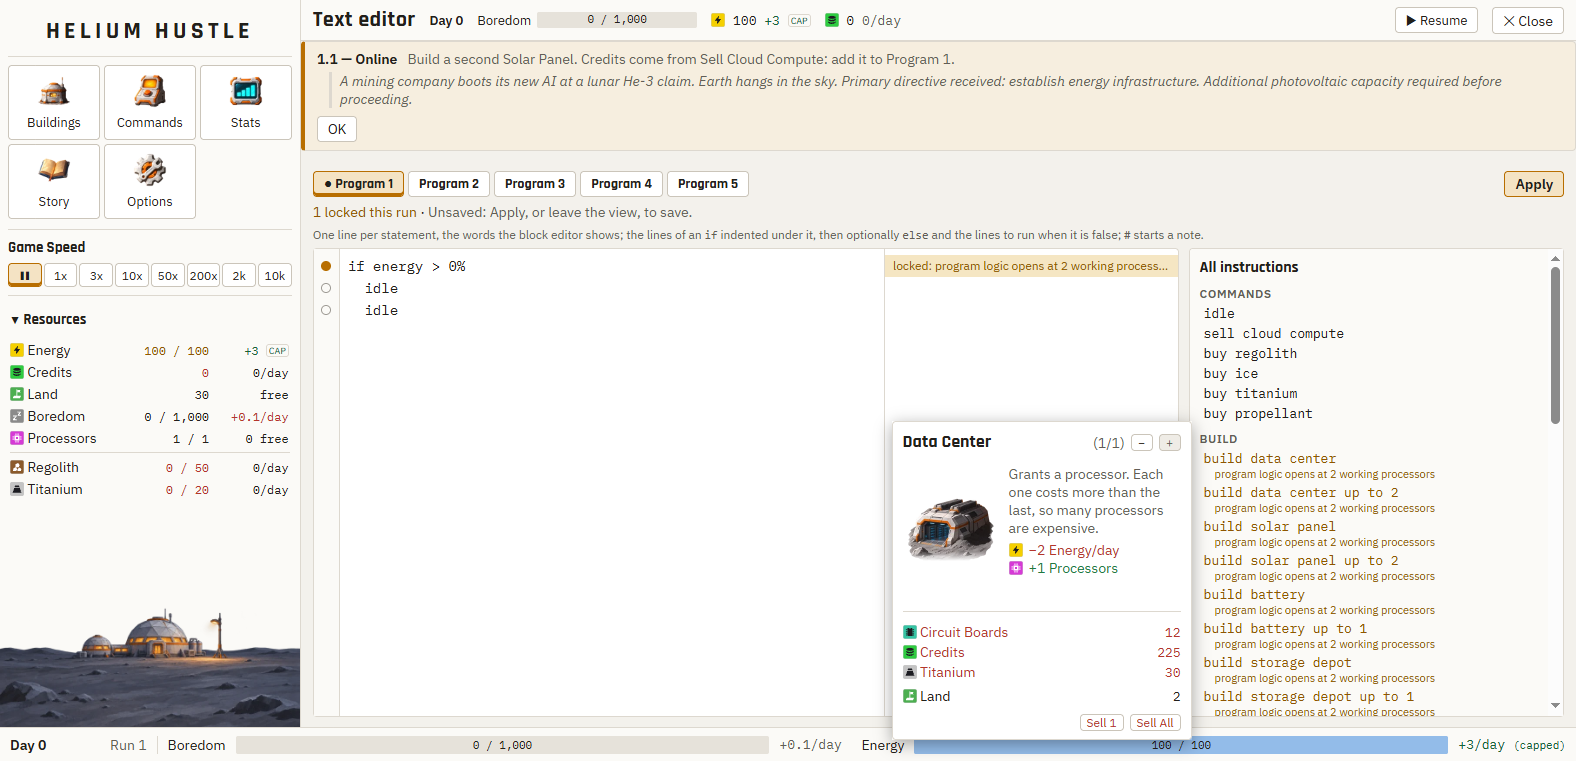 HELIUM HUSTLE
Buildings
Commands
Stats
Story
Options
Game Speed
1x
3x
10x
50x
200x
2k
10k
▼ Resources
Energy 100 / 100 +3 CAP
Credits 0 0/day
Land 30 free
Boredom 0 / 1,000 +0.1/day
Processors 1 / 1 0 free
Regolith 0 / 50 0/day
Titanium 0 / 20 0/day
Text editor Day 0 Boredom 0 / 1,000 100 +3 CAP 0 0/day
▶ Resume
✕ Close
1.1 — Online Build a second Solar Panel. Credits come from Sell Cloud Compute: add it to Program 1.
A mining company boots its new AI at a lunar He-3 claim. Earth hangs in the sky. Primary directive received: establish energy infrastructure. Additional photovoltaic capacity required before
proceeding.
OK
● Program 1
Program 2
Program 3
Program 4
Program 5
Apply
1 locked this run · Unsaved: Apply, or leave the view, to save.
One line per statement, the words the block editor shows; the lines of an if indented under it, then optionally else and the lines to run when it is false; # starts a note.
if energy > 0%
idle
idle
locked: program logic opens at 2 working process...
All instructions
COMMANDS
idle
sell cloud compute
buy regolith
buy ice
buy titanium
buy propellant
BUILD
build data center
program logic opens at 2 working processors
build data center up to 2
program logic opens at 2 working processors
build solar panel
program logic opens at 2 working processors
build solar panel up to 2
program logic opens at 2 working processors
build battery
program logic opens at 2 working processors
build battery up to 1
program logic opens at 2 working processors
build storage depot
program logic opens at 2 working processors
build storage depot up to 1
program logic opens at 2 working processors
Data Center (1/1) − +
Grants a processor. Each
one costs more than the
last, so many processors
are expensive.
−2 Energy/day
+1 Processors
Circuit Boards 12
Credits 225
Titanium 30
Land 2
Sell 1
Sell All
Day 0 Run 1 Boredom 0 / 1,000 +0.1/day Energy 100 / 100 +3/day (capped)